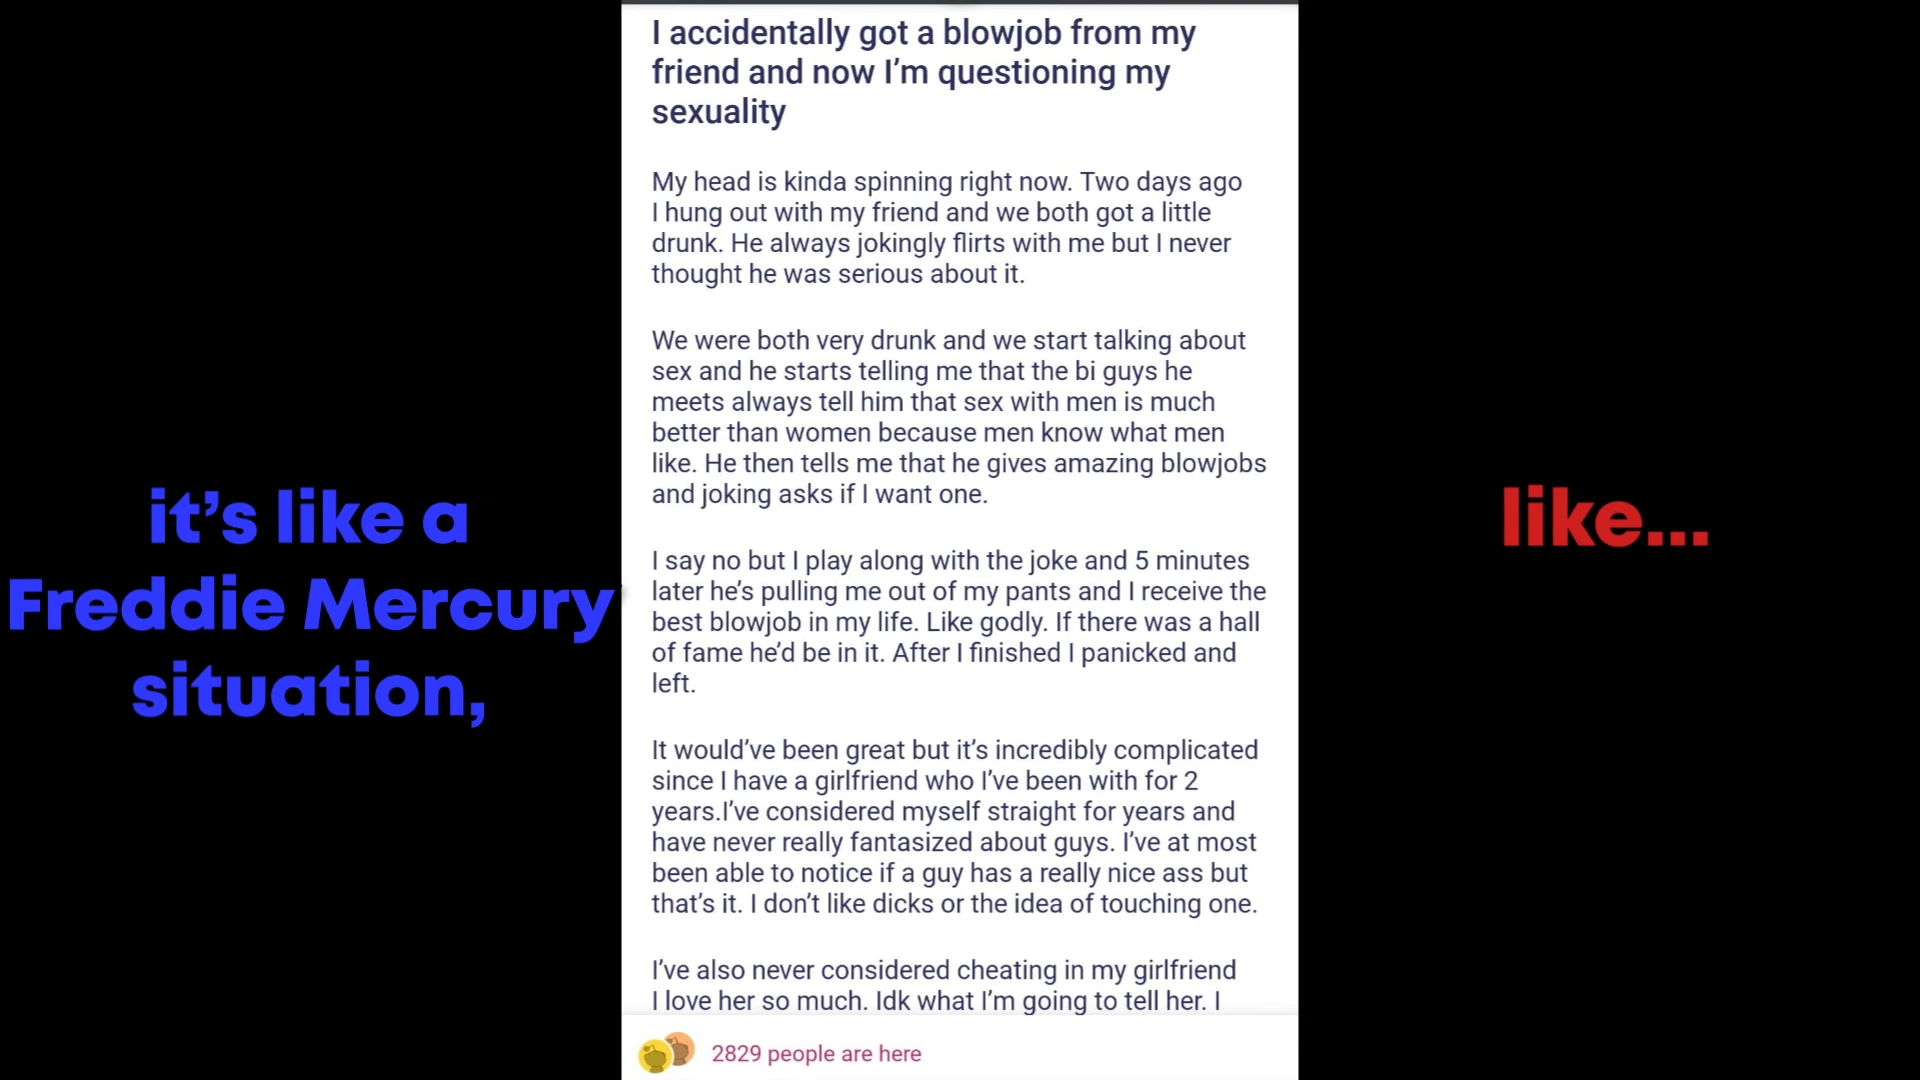 I accidentally got a blowjob from my
friend and now I’m questioning my
sexuality
My head is kinda spinning right now. Two days ago
I hung out with my friend and we both got a little
drunk. He always jokingly flirts with me but I never
thought he was serious about it.
We were both very drunk and we start talking about
sex and he starts telling me that the bi guys he
meets always tell him that sex with men is much
better than women because men know what men
like. He then tells me that he gives amazing blowjobs
and joking asks if I want one.
I say no but I play along with the joke and 5 minutes
later he’s pulling me out of my pants and I receive the
best blowjob in my life. Like godly. If there was a hall
of fame he’d be in it. After I finished I panicked and
left.
It would’ve been great but it’s incredibly complicated
since I have a girlfriend who I’ve been with for 2
years.I’ve considered myself straight for years and
have never really fantasized about guys. I’ve at most
been able to notice if a guy has a really nice ass but
that’s it. I don’t like dicks or the idea of touching one.
I’ve also never considered cheating in my girlfriend
I love her so much. Idk what I’m going to tell her. I
2829 people are here
it’s like a
Freddie Mercury
situation,
like...